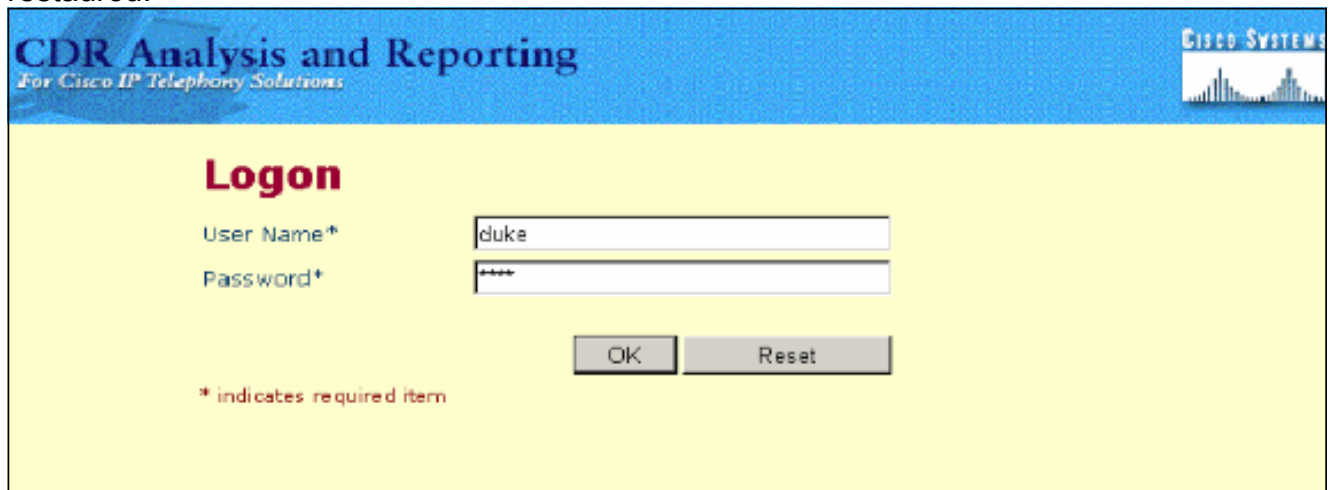 CDR Analysis and Reporting
For Cisco IP Telephony Solutions
CISCO SYSTEMS
Logon
User Name*
duke
Password*
****
OK
Reset
* indicates required item